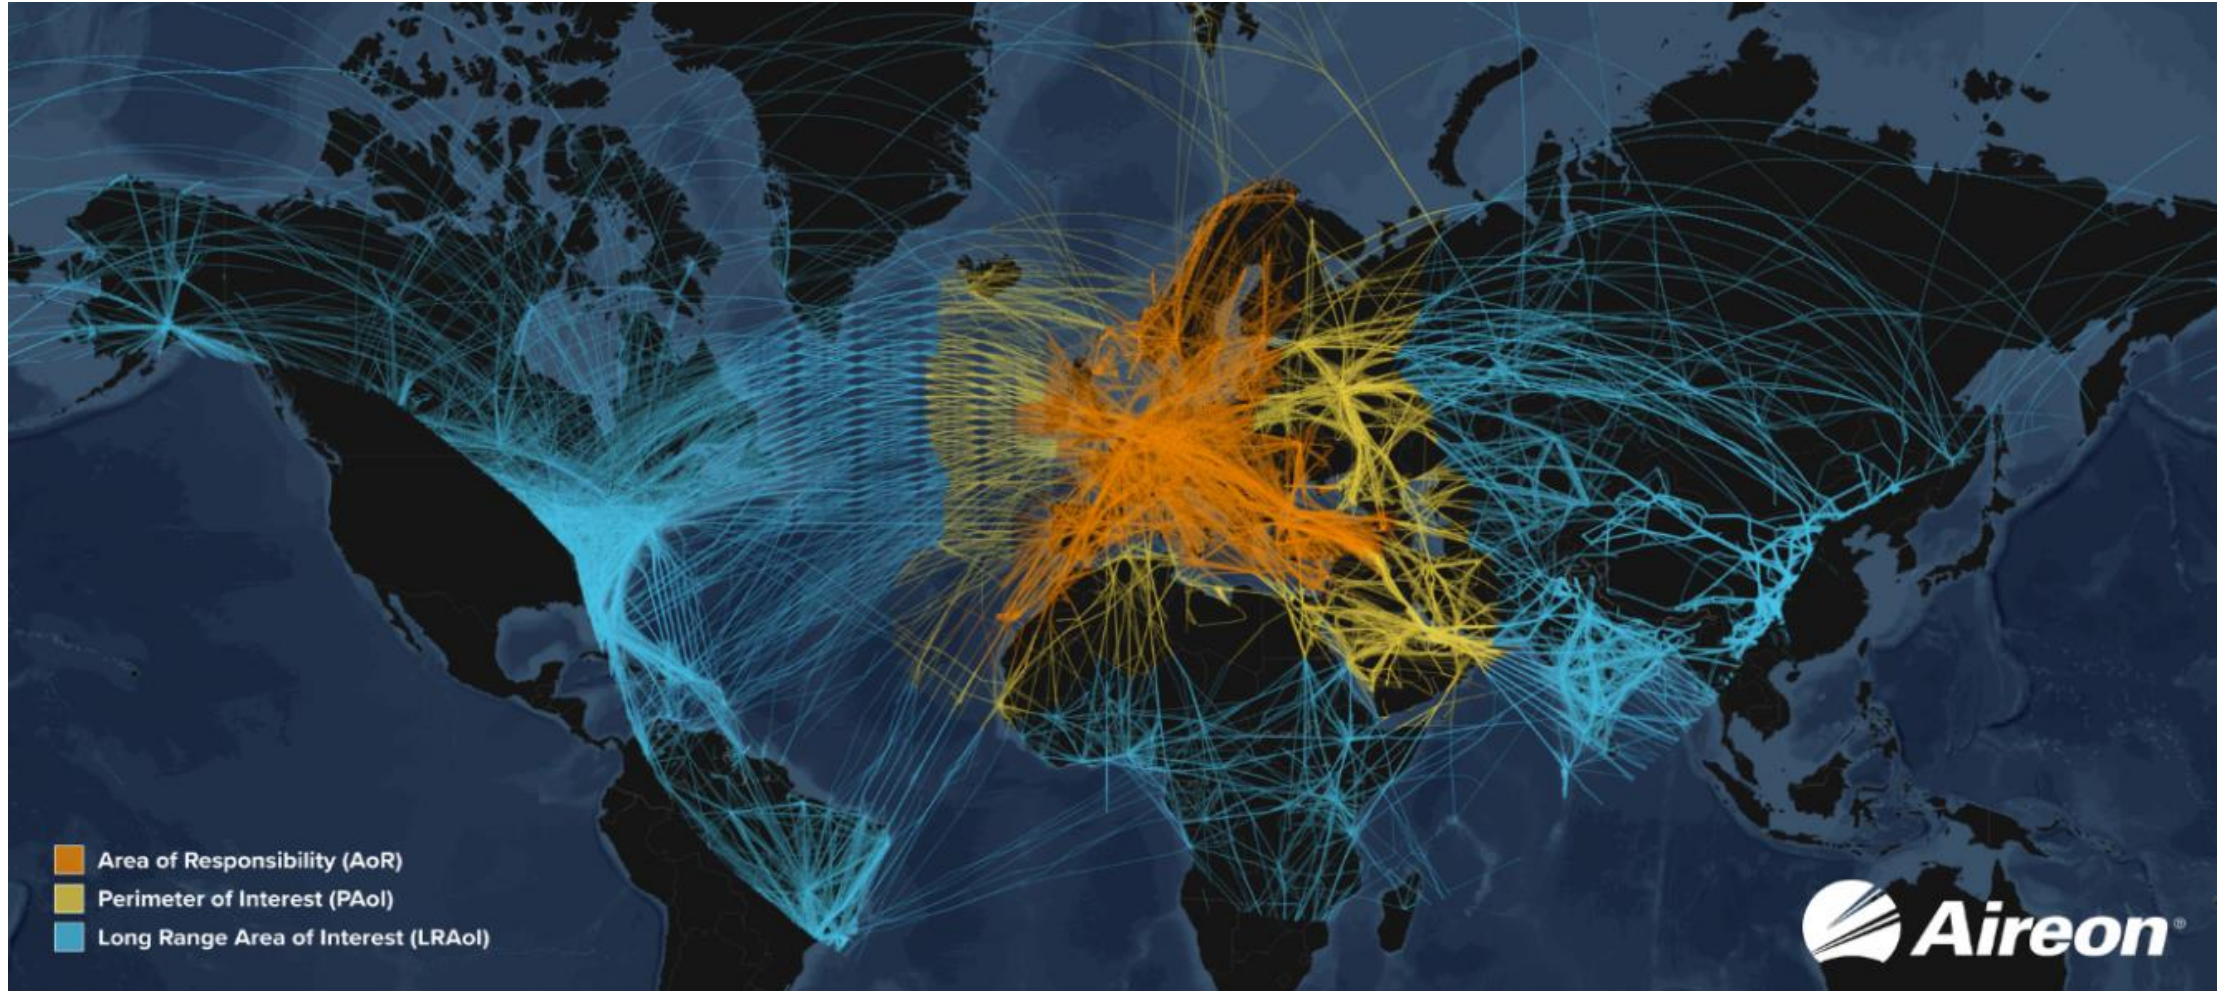 Area of Responsibility (AoR)
Perimeter of Interest (PAoI)
Long Range Area of Interest (LRAoI)
Aireon®